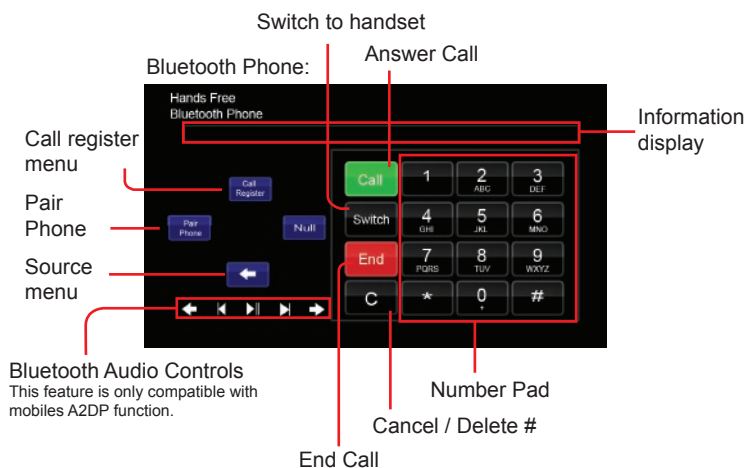 Switch to handset
Answer Call
Bluetooth Phone:
Hands Free
Bluetooth Phone
Information
display
Call register
menu
Pair
Phone
Source
menu
Call
Register
Pair
Phone
Null
Call
1
2
ABC
3
DEF
Switch
4
GHI
5
JKL
6
MNO
End
7
PQRS
8
TUV
9
WXYZ
C
*
0
+
#
Bluetooth Audio Controls
This feature is only compatible with
mobiles A2DP function.
Number Pad
Cancel / Delete #
End Call